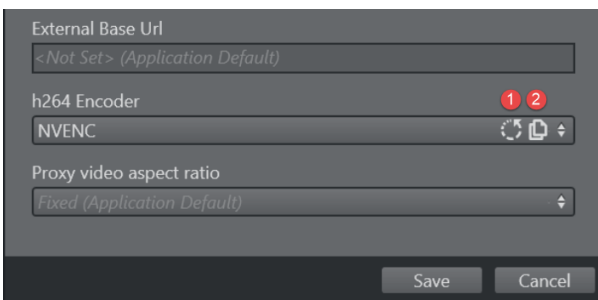 External Base Url
<Not Set> (Application Default)
h264 Encoder
1 2
NVENC
Proxy video aspect ratio
Fixed (Application Default)
Save Cancel